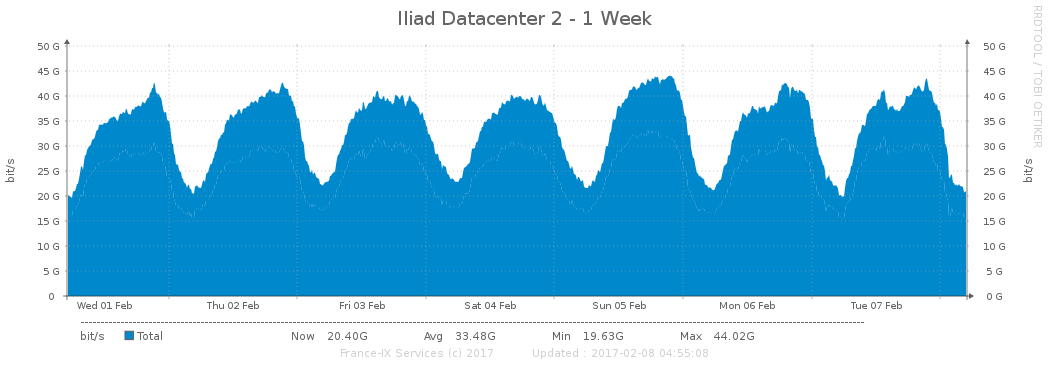 Iliad Datacenter 2 - 1 Week
RRDTOOL / TOBI OETIKER
bit/s
50 G 50 G
45 G 45 G
40 G 40 G
35 G 35 G
30 G 30 G
25 G 25 G
20 G 20 G
15 G 15 G
10 G 10 G
5 G 5 G
0 0 G
bit/s
Wed 01 Feb Thu 02 Feb Fri 03 Feb Sat 04 Feb Sun 05 Feb Mon 06 Feb Tue 07 Feb
bit/s Total Now 20.40G Avg 33.48G Min 19.63G Max 44.02G
France-IX Services (c) 2017 Updated : 2017-02-08 04:55:08